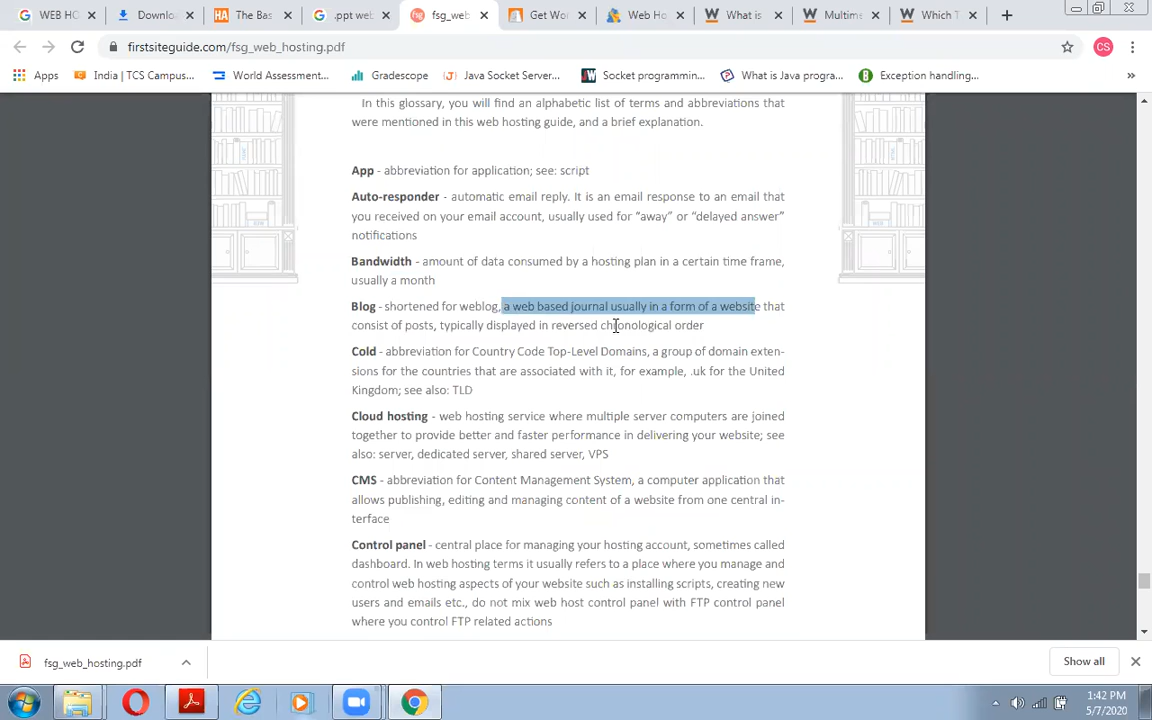 WEB HO
Downloa
The Bas
.ppt web
fsg_web
Get Wor
Web Ho
What is
Multime
Which T
firstsiteguide.com/fsg_web_hosting.pdf
CS
Apps
India | TCS Campus...
World Assessment...
Gradescope
Java Socket Server...
Socket programmin...
What is Java progra...
Exception handling...
»
In this glossary, you will find an alphabetic list of terms and abbreviations that
were mentioned in this web hosting guide, and a brief explanation.
App - abbreviation for application; see: script
Auto-responder - automatic email reply. It is an email response to an email that
you received on your email account, usually used for “away” or “delayed answer”
notifications
Bandwidth - amount of data consumed by a hosting plan in a certain time frame,
usually a month
Blog - shortened for weblog, a web based journal usually in a form of a website that
consist of posts, typically displayed in reversed chronological order
Cold - abbreviation for Country Code Top-Level Domains, a group of domain exten-
sions for the countries that are associated with it, for example, .uk for the United
Kingdom; see also: TLD
Cloud hosting - web hosting service where multiple server computers are joined
together to provide better and faster performance in delivering your website; see
also: server, dedicated server, shared server, VPS
CMS - abbreviation for Content Management System, a computer application that
allows publishing, editing and managing content of a website from one central in-
terface
Control panel - central place for managing your hosting account, sometimes called
dashboard. In web hosting terms it usually refers to a place where you manage and
control web hosting aspects of your website such as installing scripts, creating new
users and emails etc., do not mix web host control panel with FTP control panel
where you control FTP related actions
fsg_web_hosting.pdf
Show all
1:42 PM
5/7/2020